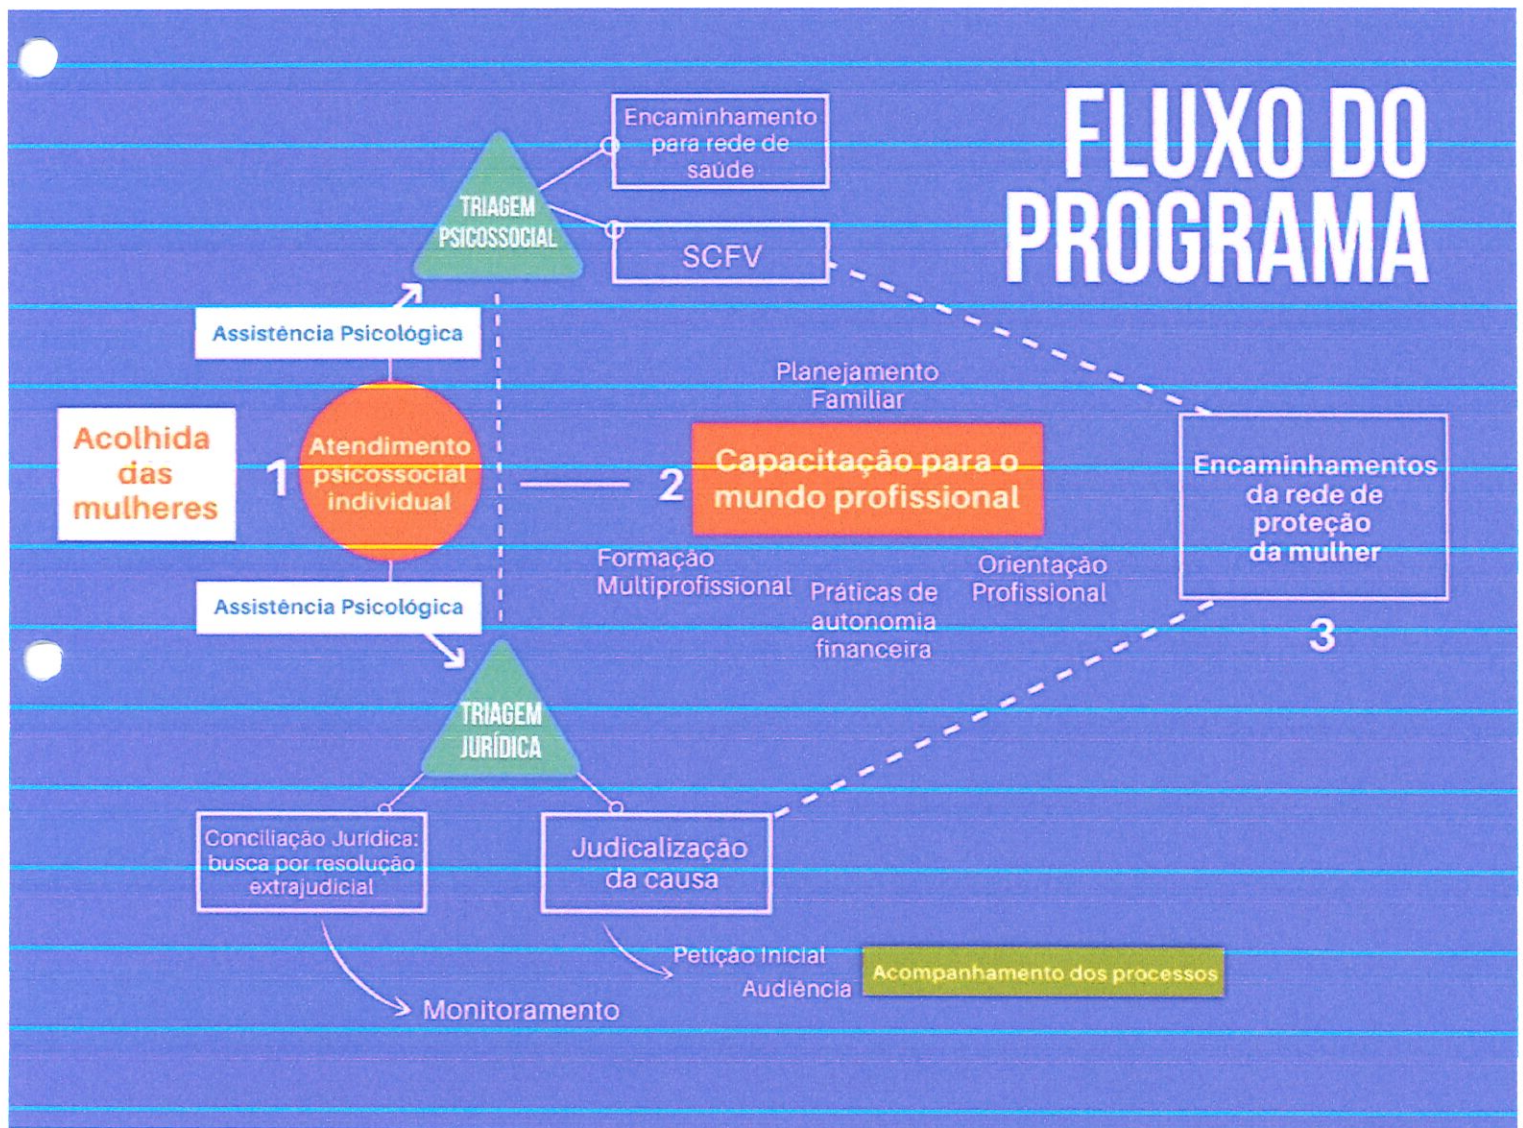 FLUXO DO
PROGRAMA
Encaminhamento
para rede de
saúde
TRIAGEM
PSICOSSOCIAL
SCFV
Assistência Psicológica
Acolhida
das
mulheres
1
Atendimento
psicossocial
individual
Assistência Psicológica
2
Planejamento
Familiar
Capacitação para o
mundo profissional
Formação
Multiprofissional
Práticas de
autonomia
financeira
Orientação
Profissional
Encaminhamentos
da rede de
proteção
da mulher
3
TRIAGEM
JURÍDICA
Conciliação Jurídica:
busca por resolução
extrajudicial
Judicalização
da causa
Monitoramento
Petição Inicial
Audiência
Acompanhamento dos processos